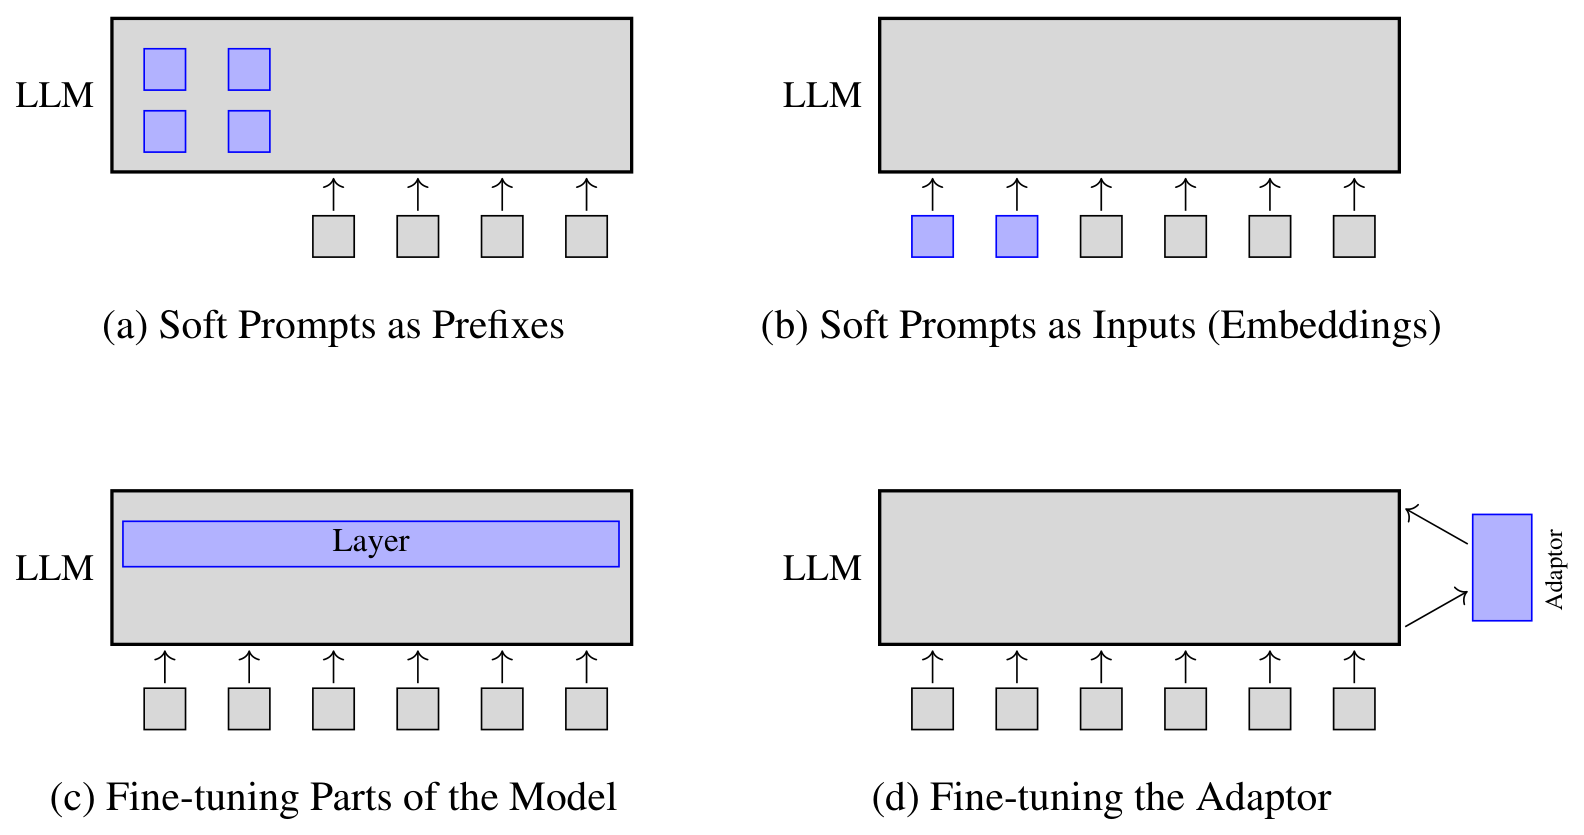 LLM
(a) Soft Prompts as Prefixes
LLM
(b) Soft Prompts as Inputs (Embeddings)
LLM
Layer
(c) Fine-tuning Parts of the Model
LLM
Adaptor
(d) Fine-tuning the Adaptor